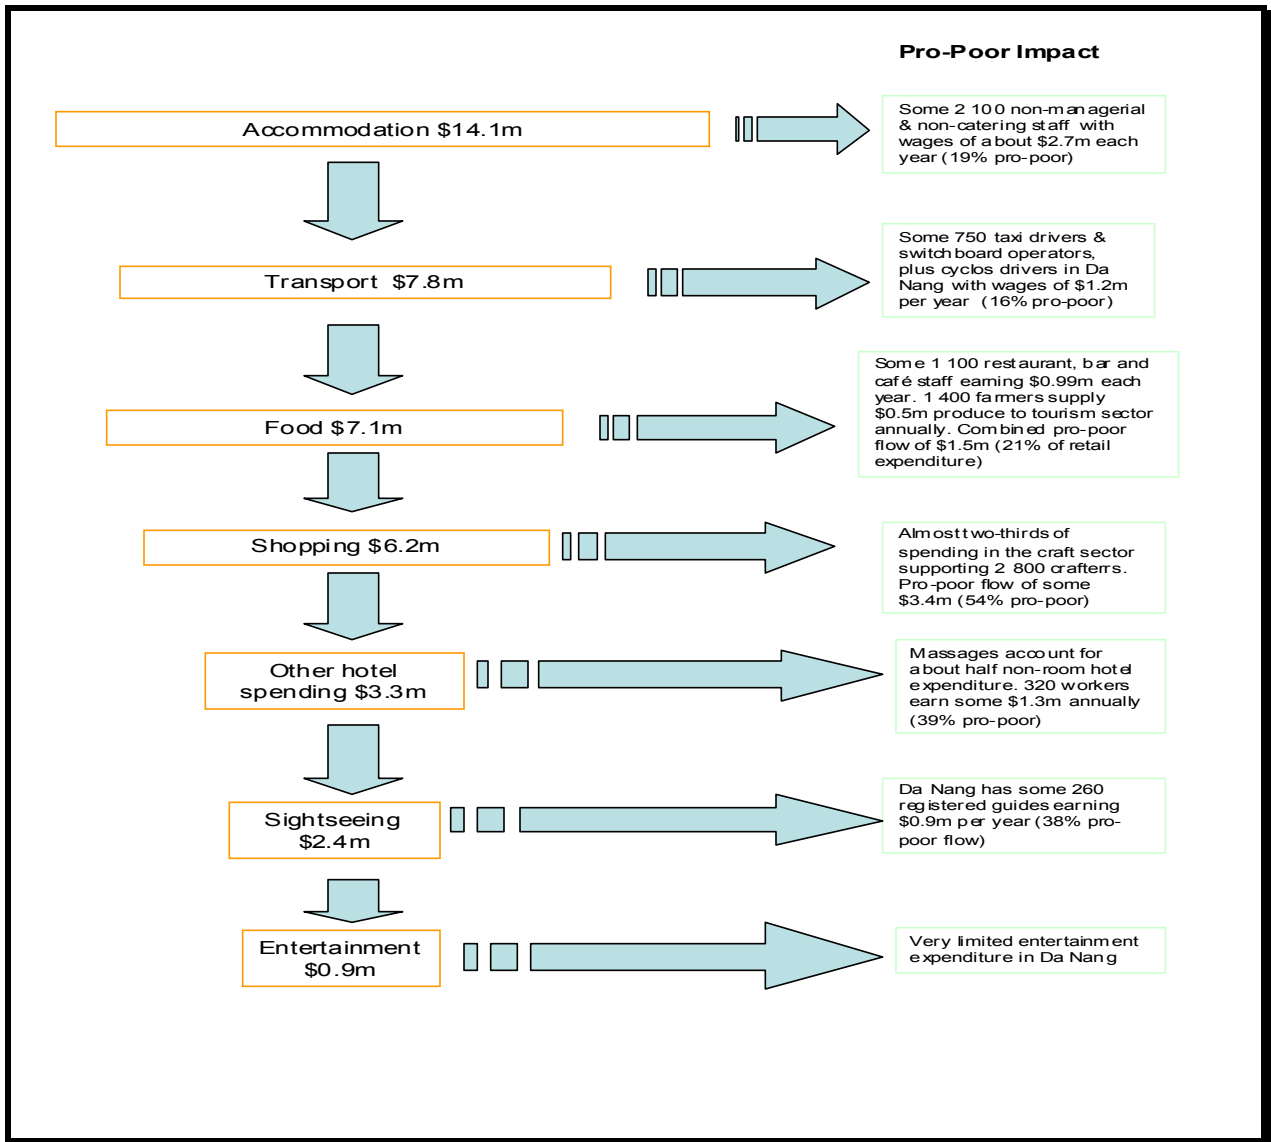 Pro-Poor Impact
Accommodation $14.1m
Some 2 100 non-managerial
& non-catering staff with
wages of about $2.7m each
year (19% pro-poor)
Transport $7.8m
Some 750 taxi drivers &
switchboard operators,
plus cyclos drivers in Da
Nang with wages of $1.2m
per year (16% pro-poor)
Food $7.1m
Some 1 100 restaurant, bar and
café staff earning $0.99m each
year. 1 400 farmers supply
$0.5m produce to tourism sector
annually. Combined pro-poor
flow of $1.5m (21% of retail
expenditure)
Shopping $6.2m
Almost two-thirds of
spending in the craft sector
supporting 2 800 crafterrs.
Pro-poor flow of some
$3.4m (54% pro-poor)
Other hotel
spending $3.3m
Massages account for
about half non-room hotel
expenditure. 320 workers
earn some $1.3m annually
(39% pro-poor)
Sightseeing
$2.4m
Da Nang has some 260
registered guides earning
$0.9m per year (38% pro-
poor flow)
Entertainment
$0.9m
Very limited entertainment
expenditure in Da Nang